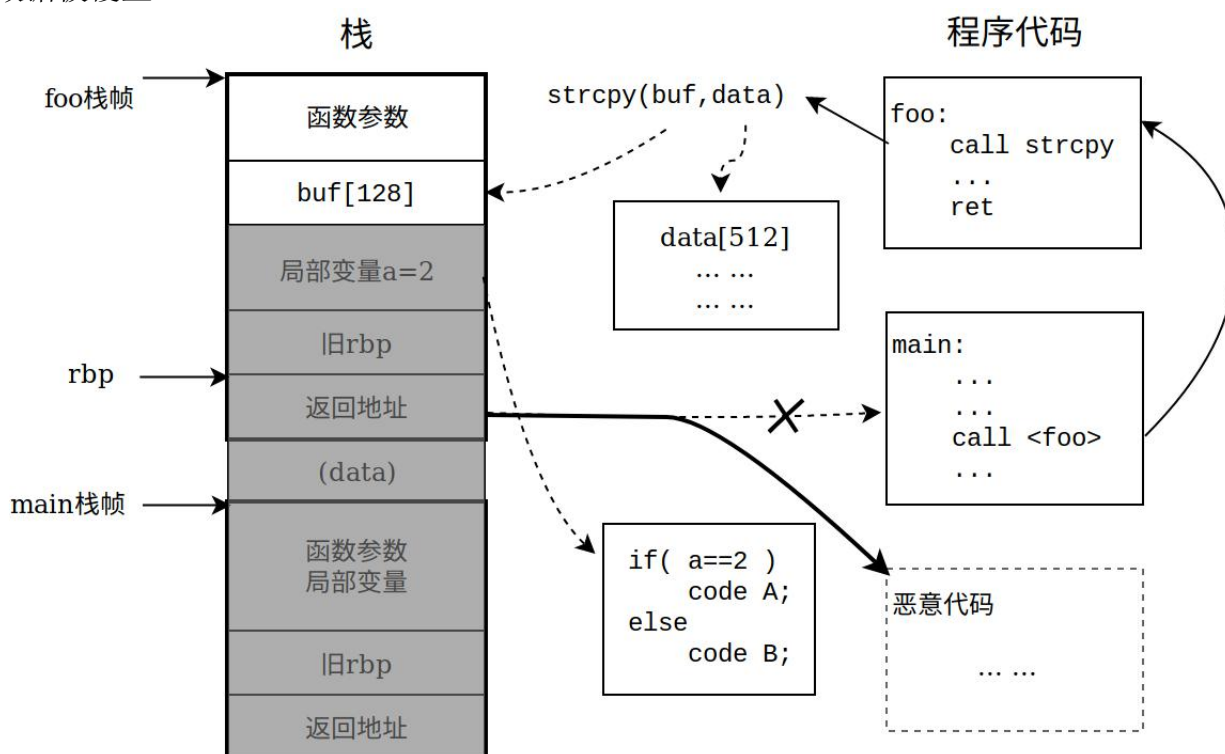 栈
程序代码
foo栈帧
函数参数
buf[128]
局部变量a=2
旧rbp
rbp
返回地址
(data)
main栈帧
函数参数
局部变量
旧rbp
返回地址
strcpy(buf,data)
data[512]
... ...
... ...
foo:
call strcpy
...
ret
main:
...
...
call <foo>
...
if( a==2 )
code A;
else
code B;
恶意代码
... ...